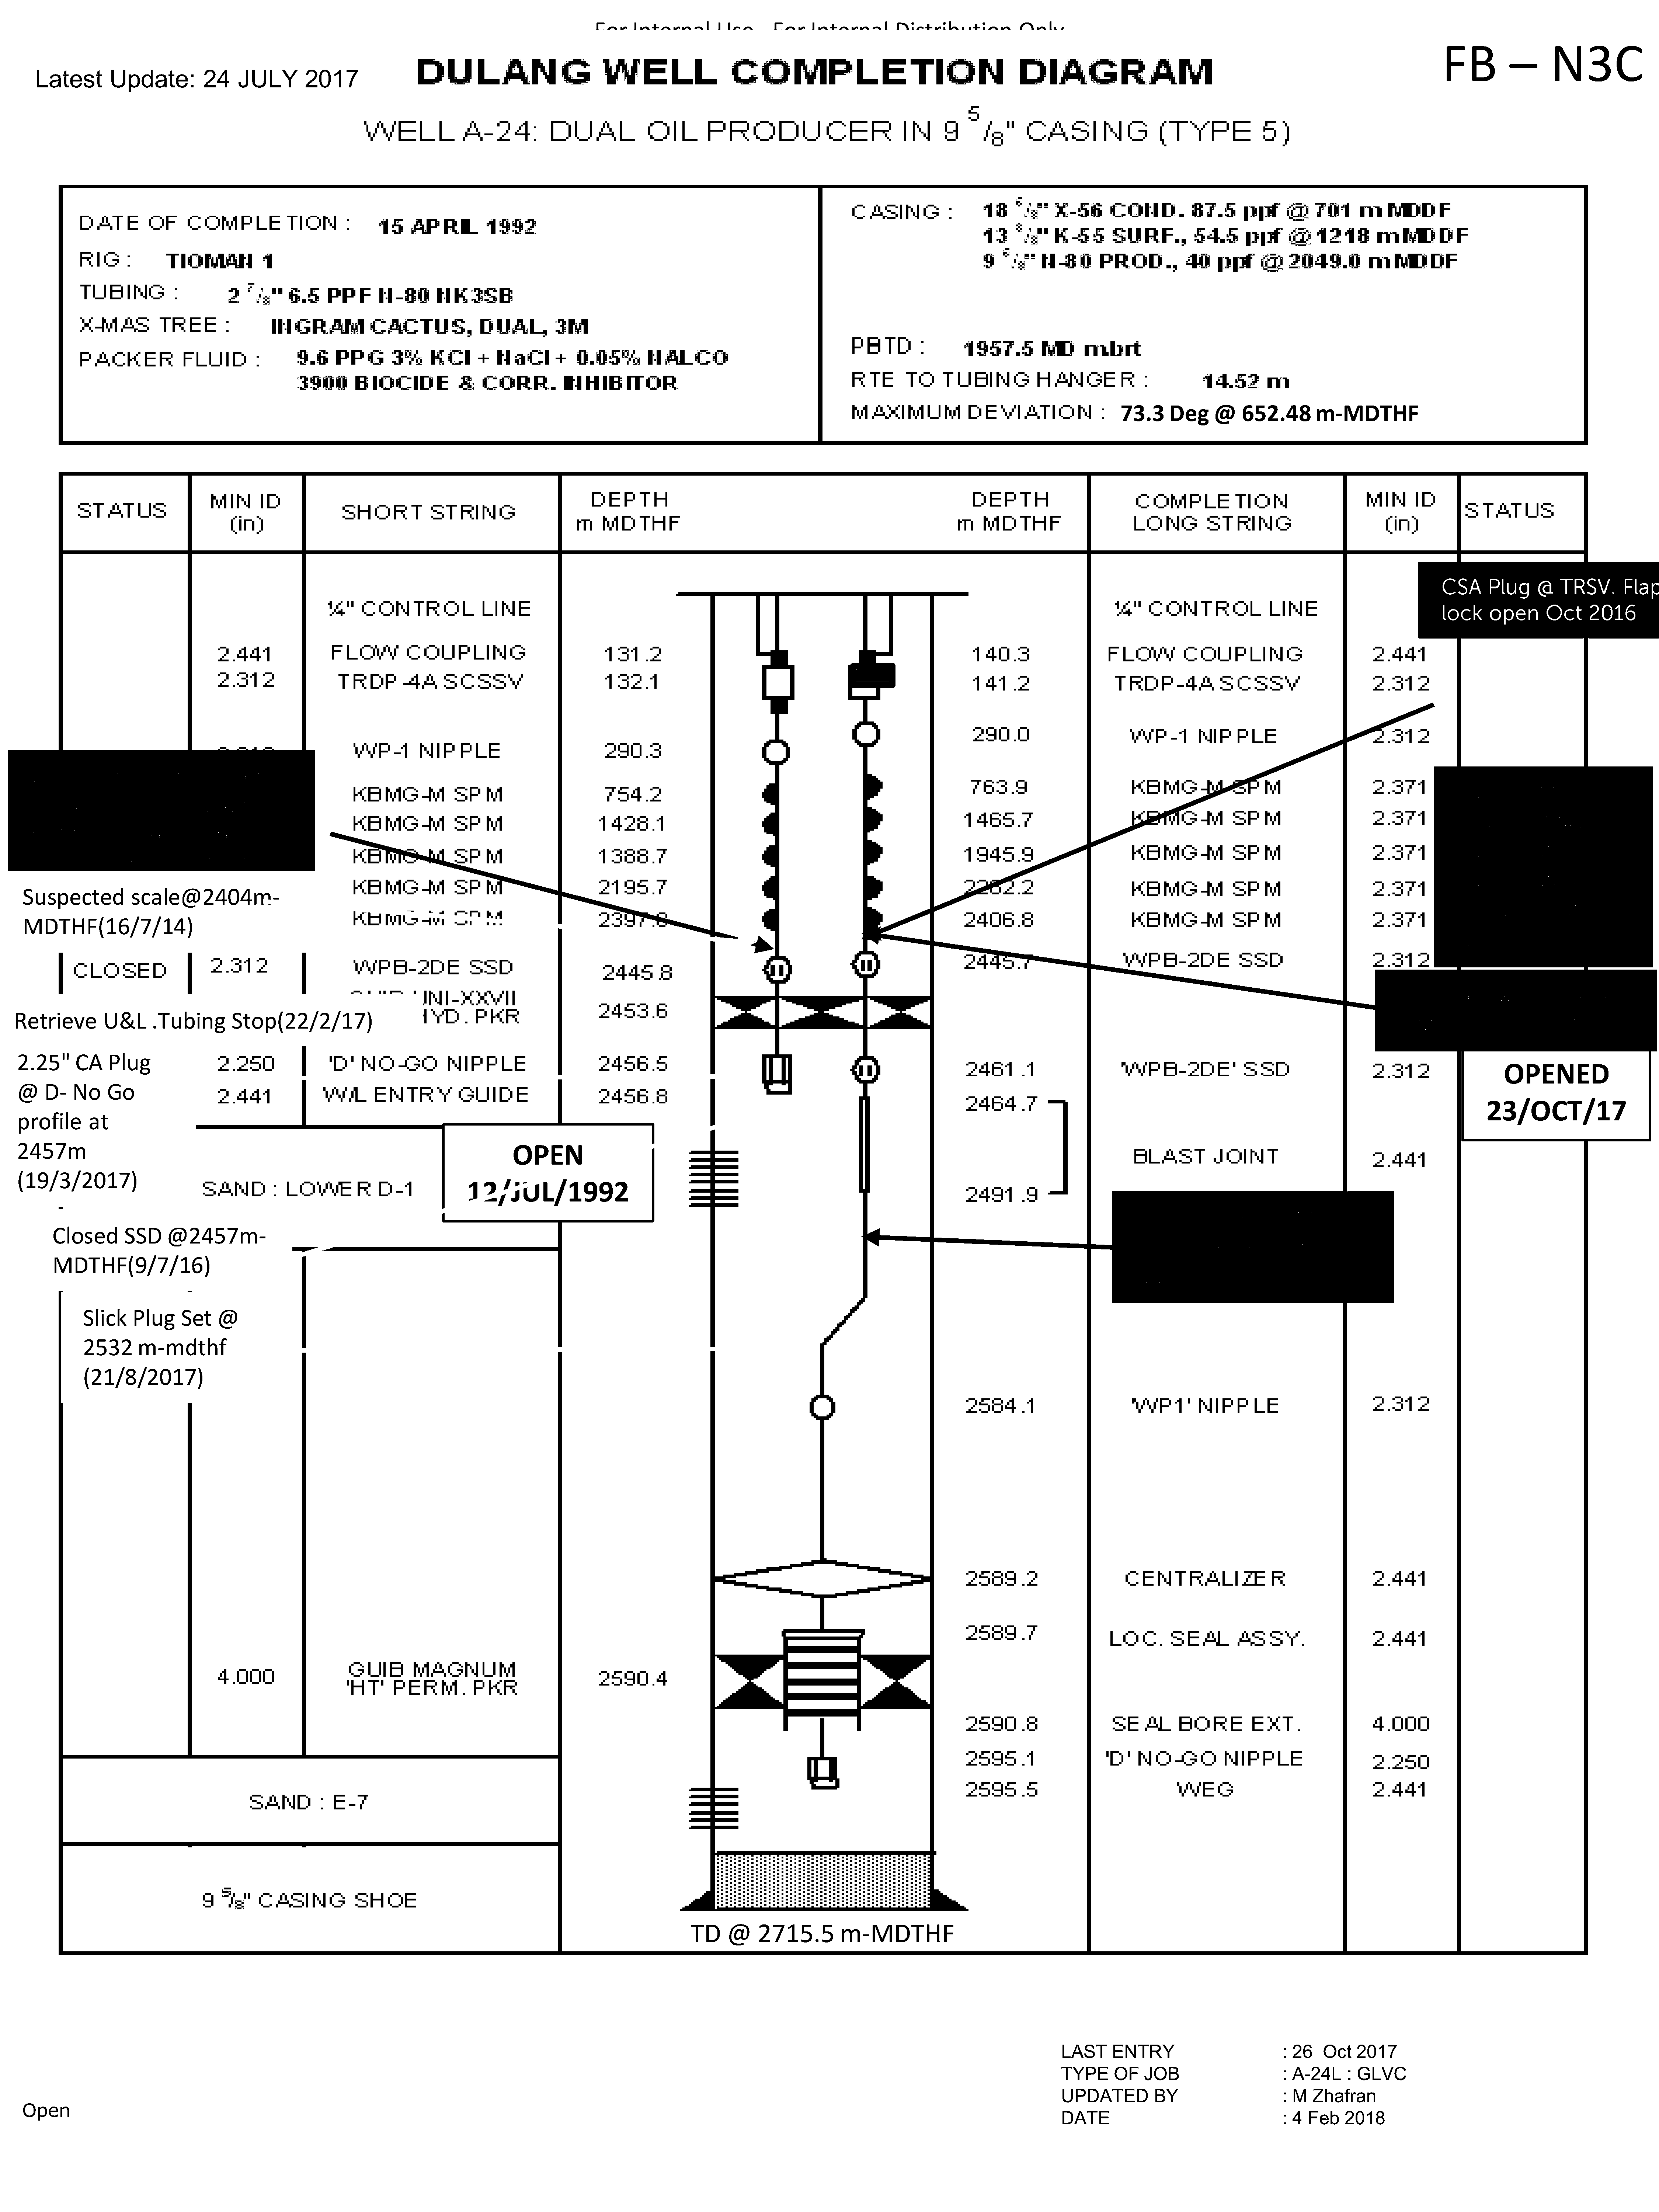 Latest Update: 24 JULY 2017
DULANG WELL COMPLETION DIAGRAM
FB – N3C
WELL A-24: DUAL OIL PRODUCER IN 9 5/8" CASING (TYPE 5)
DATE OF COMPLETION : 15 APRIL 1992
RIG : TIOMAN 1
TUBING : 2 7/8" 6.5 PPF N-80 NK3SB
X-MAS TREE : INGRAM CACTUS, DUAL, 3M
PACKER FLUID : 9.6 PPG 3% KCl + NaCl + 0.05% NALCO
3900 BIOCIDE & CORR. INHIBITOR
CASING : 18 5/8" X-56 COND. 87.5 ppf @ 701 m MDDF
13 3/8" K-55 SURF., 54.5 ppf @ 1218 m MDDF
9 5/8" N-80 PROD., 40 ppf @ 2049.0 m MDDF
PBTD : 1957.5 MD mbrt
RTE TO TUBING HANGER : 14.52 m
MAXIMUM DEVIATION : 73.3 Deg @ 652.48 m-MDTHF
STATUS MIN ID (in) SHORT STRING DEPTH m MDTHF DEPTH m MDTHF COMPLETION LONG STRING MIN ID (in) STATUS
CSA Plug @ TRSV. Flap
lock open Oct 2016
¼" CONTROL LINE ¼" CONTROL LINE
2.441 FLOW COUPLING 131.2 140.3 FLOW COUPLING 2.441
2.312 TRDP-4A SCSSV 132.1 141.2 TRDP-4A SCSSV 2.312
WP-1 NIPPLE 290.3 290.0 WP-1 NIPPLE 2.312
KBMG-M SPM 754.2 763.9 KBMG-M SPM 2.371
KBMG-M SPM 1428.1 1465.7 KBMG-M SPM 2.371
KBMG-M SPM 1388.7 1945.9 KBMG-M SPM 2.371
KBMG-M SPM 2195.7 2262.2 KBMG-M SPM 2.371
KBMG-M SPM 2397.8 2406.8 KBMG-M SPM 2.371
Suspected scale@2404m-
MDTHF(16/7/14)
CLOSED 2.312 WPB-2DE SSD 2445.8 2445.7 WPB-2DE SSD 2.312
UNI-XXVII
HYD. PKR 2453.6
Retrieve U&L .Tubing Stop(22/2/17)
2.250 'D' NO-GO NIPPLE 2456.5 2461.1 'WPB-2DE' SSD 2.312
2.441 W/L ENTRY GUIDE 2456.8 2464.7
OPENED
23/OCT/17
2.25" CA Plug
@ D- No Go
profile at
2457m
(19/3/2017)
-
OPEN
12/JUL/1992
SAND : LOWER D-1
BLAST JOINT 2.441
2491.9
Closed SSD @2457m-
MDTHF(9/7/16)
Slick Plug Set @
2532 m-mdthf
(21/8/2017)
2584.1 'WP1' NIPPLE 2.312
2589.2 CENTRALIZER 2.441
2589.7 LOC. SEAL ASSY. 2.441
4.000 GUIB MAGNUM
'HT' PERM. PKR 2590.4
2590.8 SEAL BORE EXT. 4.000
2595.1 'D' NO-GO NIPPLE 2.250
2595.5 WEG 2.441
SAND : E-7
9 5/8" CASING SHOE
TD @ 2715.5 m-MDTHF
LAST ENTRY : 26 Oct 2017
TYPE OF JOB : A-24L : GLVC
UPDATED BY : M Zhafran
DATE : 4 Feb 2018
Open